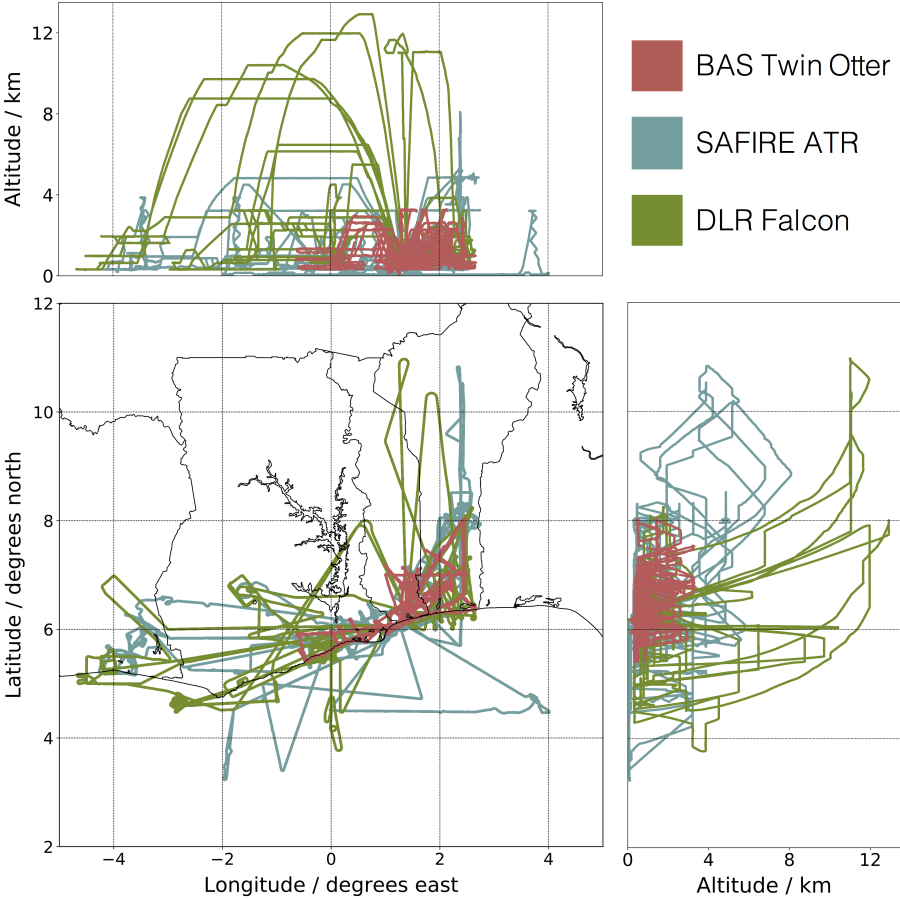 12
8
4
0
Altitude / km
BAS Twin Otter
SAFIRE ATR
DLR Falcon
12
10
8
6
4
2
Latitude / degrees north
−4
−2
0
2
4
Longitude / degrees east
0
4
8
12
Altitude / km